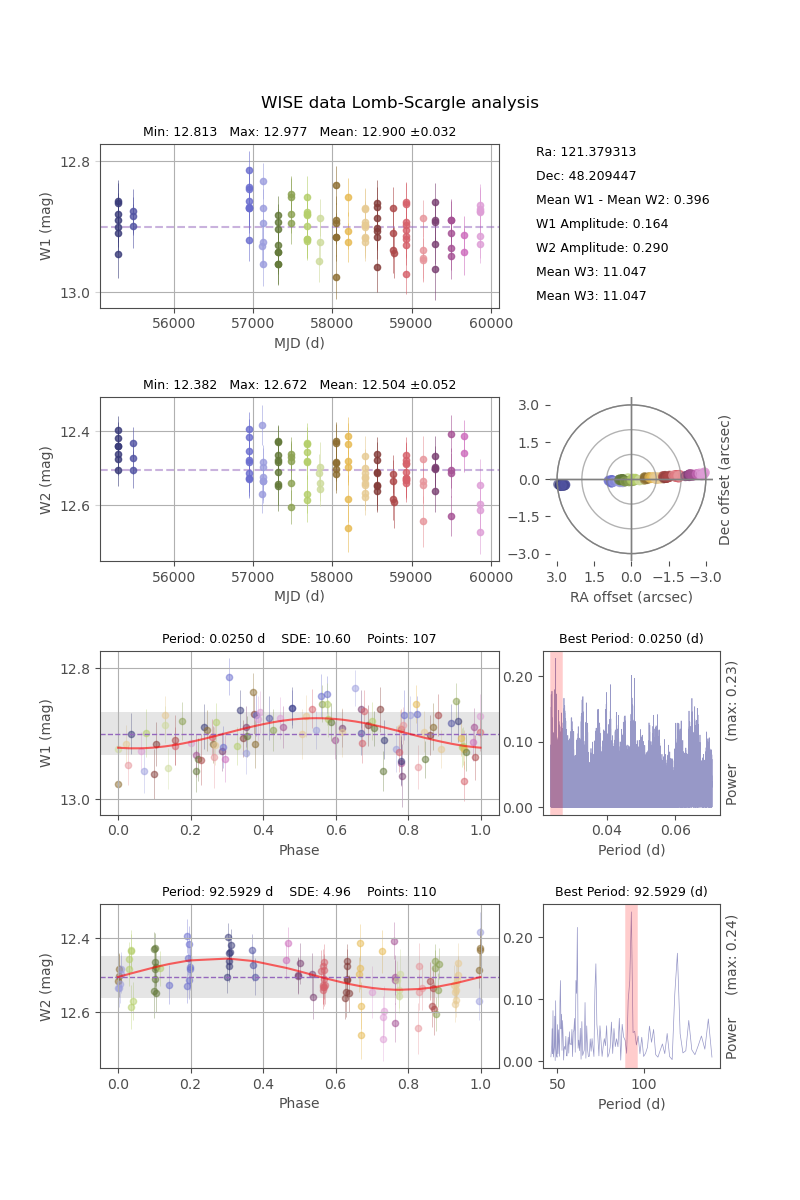 WISE data Lomb-Scargle analysis
Min: 12.813   Max: 12.977   Mean: 12.900 ±0.032
12.8
13.0
W1 (mag)
56000 57000 58000 59000 60000
MJD (d)
Ra: 121.379313
Dec: 48.209447
Mean W1 - Mean W2: 0.396
W1 Amplitude: 0.164
W2 Amplitude: 0.290
Mean W3: 11.047
Mean W3: 11.047
Min: 12.382   Max: 12.672   Mean: 12.504 ±0.052
12.4
12.6
W2 (mag)
56000 57000 58000 59000 60000
MJD (d)
3.0
1.5
0.0
−1.5
−3.0
3.0 1.5 0.0 −1.5 −3.0
RA offset (arcsec)
Dec offset (arcsec)
Period: 0.0250 d    SDE: 10.60    Points: 107
12.8
13.0
W1 (mag)
0.0 0.2 0.4 0.6 0.8 1.0
Phase
Best Period: 0.0250 (d)
0.20
0.10
0.00
0.04 0.06
Period (d)
Power    (max: 0.23)
Period: 92.5929 d    SDE: 4.96    Points: 110
12.4
12.6
W2 (mag)
0.0 0.2 0.4 0.6 0.8 1.0
Phase
Best Period: 92.5929 (d)
0.20
0.10
0.00
50 100
Period (d)
Power    (max: 0.24)